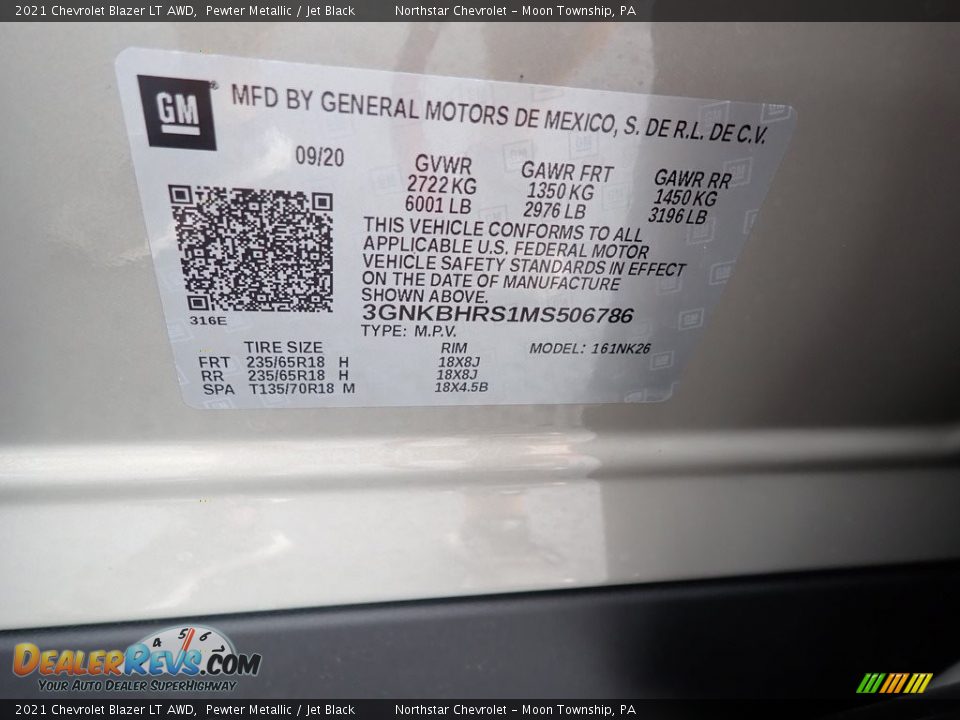 2021 Chevrolet Blazer LT AWD, Pewter Metallic / Jet Black Northstar Chevrolet - Moon Township, PA
GM ® MFD BY GENERAL MOTORS DE MEXICO, S. DE R.L. DE C.V.
09/20 GVWR GAWR FRT GAWR RR
2722 KG 1350 KG 1450 KG
6001 LB 2976 LB 3196 LB
THIS VEHICLE CONFORMS TO ALL
APPLICABLE U.S. FEDERAL MOTOR
VEHICLE SAFETY STANDARDS IN EFFECT
ON THE DATE OF MANUFACTURE
SHOWN ABOVE.
3GNKBHRS1MS506786
316E TYPE: M.P.V.
TIRE SIZE RIM MODEL: 161NK26
FRT 235/65R18 H 18X8J
RR 235/65R18 H 18X8J
SPA T135/70R18 M 18X4.5B
4 5 6 7
DealerRevs.com
Your Auto Dealer SuperHighway
2021 Chevrolet Blazer LT AWD, Pewter Metallic / Jet Black Northstar Chevrolet - Moon Township, PA